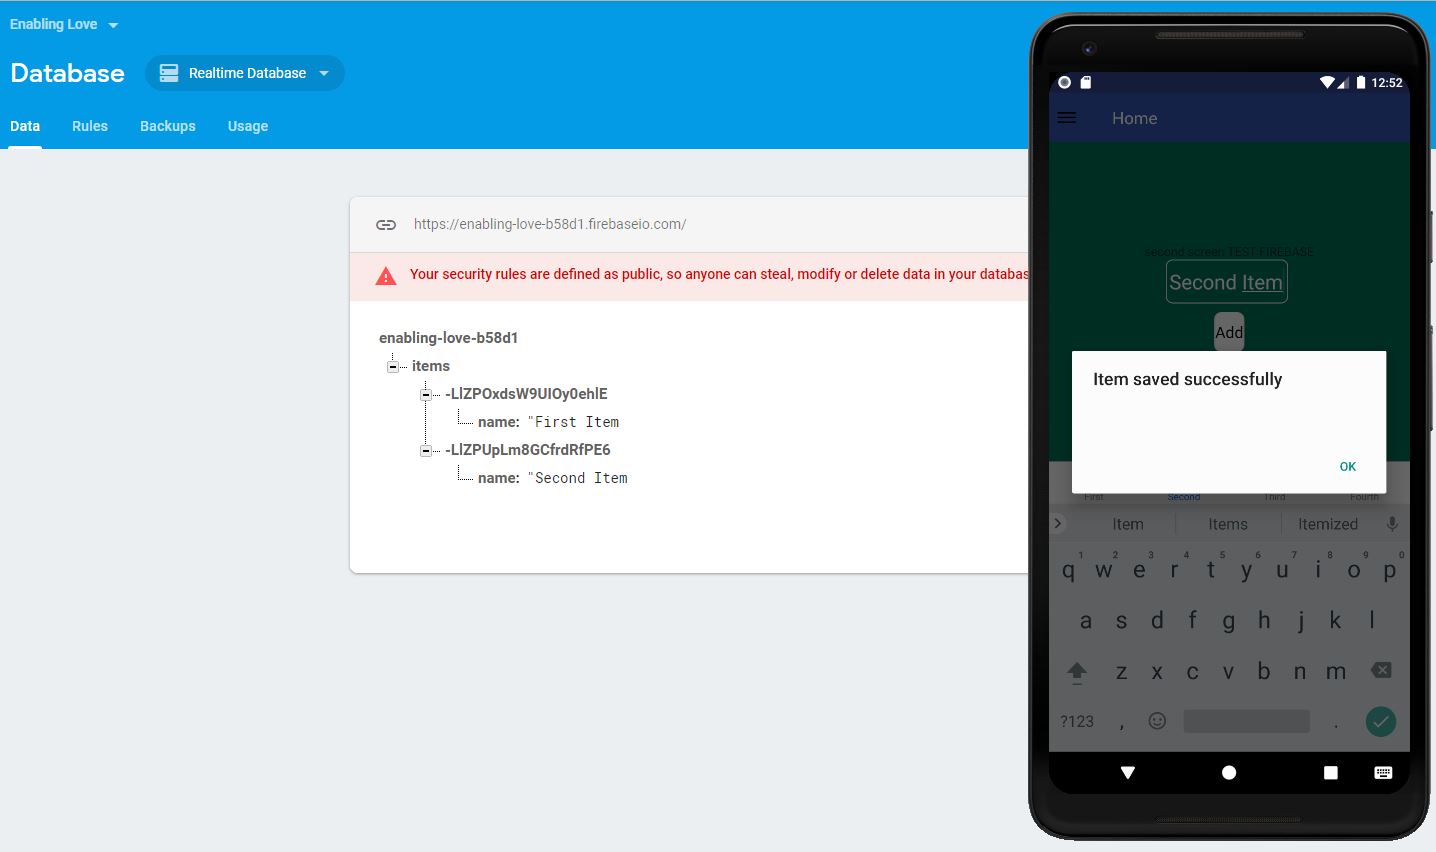 Enabling Love
Database
Realtime Database
Data Rules Backups Usage
https://enabling-love-b58d1.firebaseio.com/
Your security rules are defined as public, so anyone can steal, modify or delete data in your databas
enabling-love-b58d1
items
-LlZPOxdsW9UIOy0ehlE
name: "First Item
-LlZPUpLm8GCfrdRfPE6
name: "Second Item
12:52
Home
second screen TEST FIREBASE
Second Item
Add
Item saved successfully
OK
First Second Third Fourth
Item Items Itemized
1 2 3 4 5 6 7 8 9 0
q w e r t y u i o p
a s d f g h j k l
z x c v b n m
?123 , .